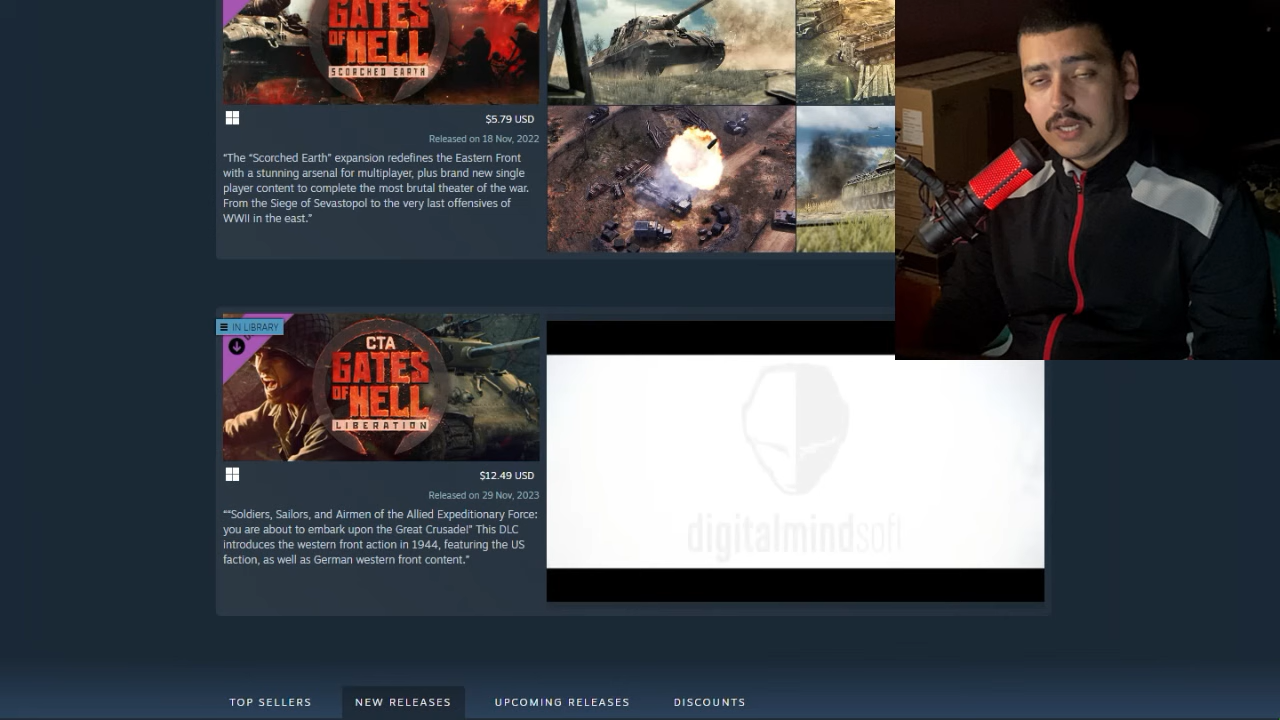 GATES
OF HELL
SCORCHED EARTH
$5.79 USD
Released on 18 Nov, 2022
“The “Scorched Earth” expansion redefines the Eastern Front
with a stunning arsenal for multiplayer, plus brand new single
player content to complete the most brutal theater of the war.
From the Siege of Sevastopol to the very last offensives of
WWII in the east.”
IN LIBRARY
CTA
GATES
OF HELL
LIBERATION
$12.49 USD
Released on 29 Nov, 2023
““Soldiers, Sailors, and Airmen of the Allied Expeditionary Force:
you are about to embark upon the Great Crusade!” This DLC
introduces the western front action in 1944, featuring the US
faction, as well as German western front content.”
digitalmindsoft
TOP SELLERS
NEW RELEASES
UPCOMING RELEASES
DISCOUNTS